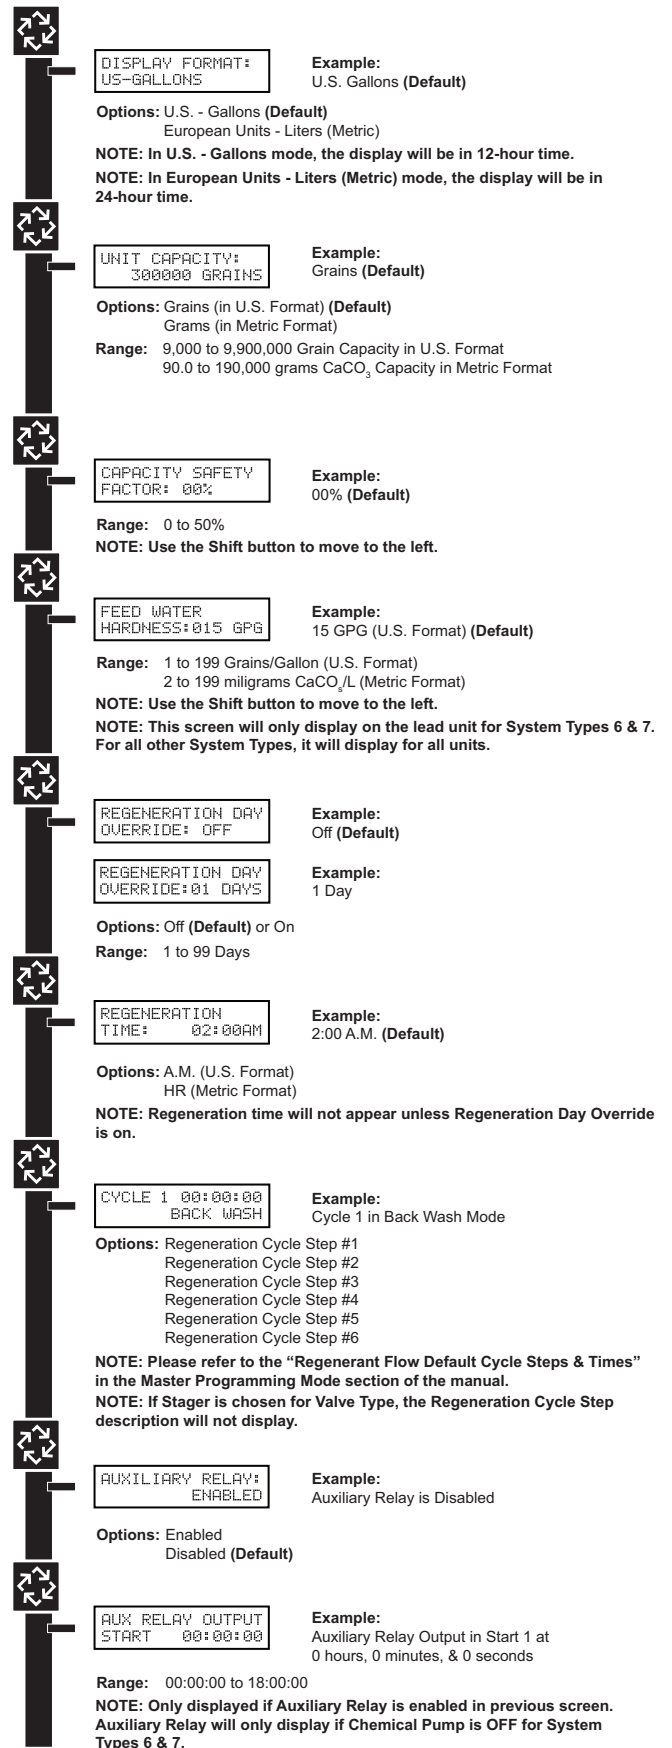 DISPLAY FORMAT:
US-GALLONS
Example:
U.S. Gallons (Default)
Options: U.S. - Gallons (Default)
European Units - Liters (Metric)
NOTE: In U.S. - Gallons mode, the display will be in 12-hour time.
NOTE: In European Units - Liters (Metric) mode, the display will be in
24-hour time.
UNIT CAPACITY:
300000 GRAINS
Example:
Grains (Default)
Options: Grains (in U.S. Format) (Default)
Grams (in Metric Format)
Range: 9,000 to 9,900,000 Grain Capacity in U.S. Format
90.0 to 190,000 grams CaCO3 Capacity in Metric Format
CAPACITY SAFETY
FACTOR: 00%
Example:
00% (Default)
Range: 0 to 50%
NOTE: Use the Shift button to move to the left.
FEED WATER
HARDNESS:015 GPG
Example:
15 GPG (U.S. Format) (Default)
Range: 1 to 199 Grains/Gallon (U.S. Format)
2 to 199 miligrams CaCOs/L (Metric Format)
NOTE: Use the Shift button to move to the left.
NOTE: This screen will only display on the lead unit for System Types 6 & 7.
For all other System Types, it will display for all units.
REGENERATION DAY
OVERRIDE: OFF
Example:
Off (Default)
REGENERATION DAY
OVERRIDE:01 DAYS
Example:
1 Day
Options: Off (Default) or On
Range: 1 to 99 Days
REGENERATION
TIME: 02:00AM
Example:
2:00 A.M. (Default)
Options: A.M. (U.S. Format)
HR (Metric Format)
NOTE: Regeneration time will not appear unless Regeneration Day Override
is on.
CYCLE 1 00:00:00
BACK WASH
Example:
Cycle 1 in Back Wash Mode
Options: Regeneration Cycle Step #1
Regeneration Cycle Step #2
Regeneration Cycle Step #3
Regeneration Cycle Step #4
Regeneration Cycle Step #5
Regeneration Cycle Step #6
NOTE: Please refer to the “Regenerant Flow Default Cycle Steps & Times”
in the Master Programming Mode section of the manual.
NOTE: If Stager is chosen for Valve Type, the Regeneration Cycle Step
description will not display.
AUXILIARY RELAY:
ENABLED
Example:
Auxiliary Relay is Disabled
Options: Enabled
Disabled (Default)
AUX RELAY OUTPUT
START 00:00:00
Example:
Auxiliary Relay Output in Start 1 at
0 hours, 0 minutes, & 0 seconds
Range: 00:00:00 to 18:00:00
NOTE: Only displayed if Auxiliary Relay is enabled in previous screen.
Auxiliary Relay will only display if Chemical Pump is OFF for System
Types 6 & 7.